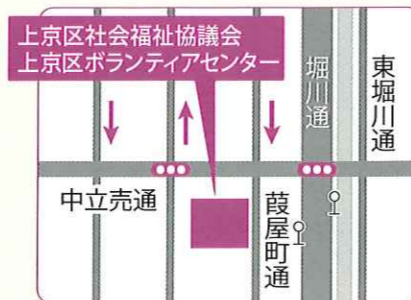 上京区社会福祉協議会
上京区ボランティアセンター
堀川通
東堀川通
中立売通
葭屋町通